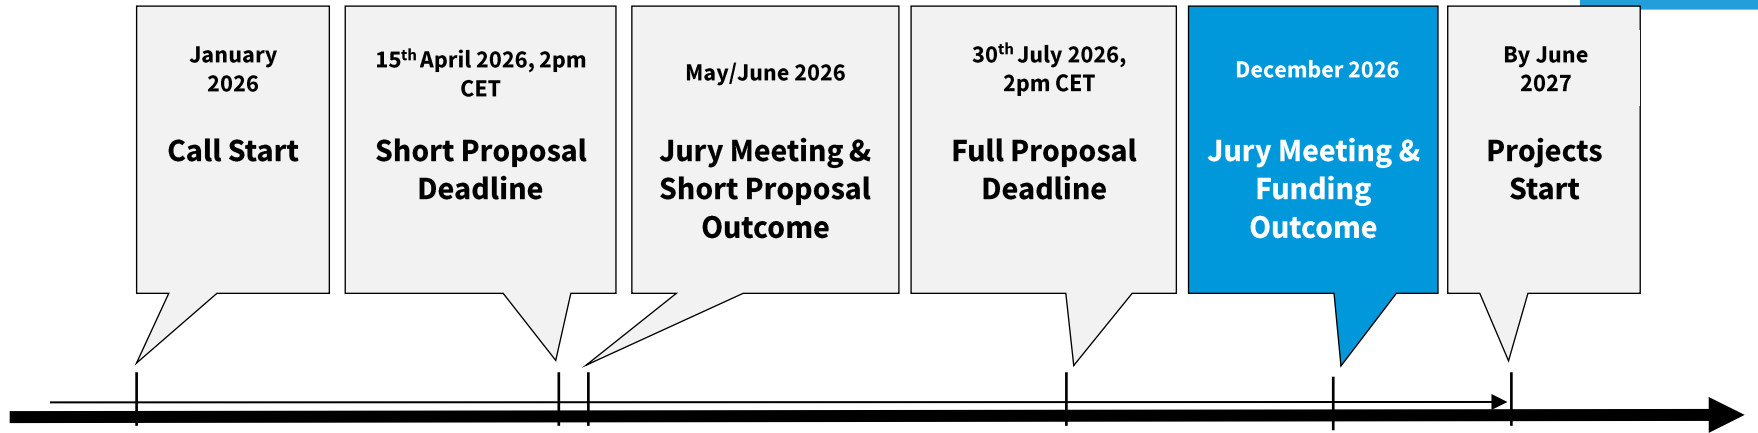 January
2026
Call Start
15th April 2026, 2pm
CET
Short Proposal
Deadline
May/June 2026
Jury Meeting &
Short Proposal
Outcome
30th July 2026,
2pm CET
Full Proposal
Deadline
December 2026
Jury Meeting &
Funding
Outcome
By June
2027
Projects
Start